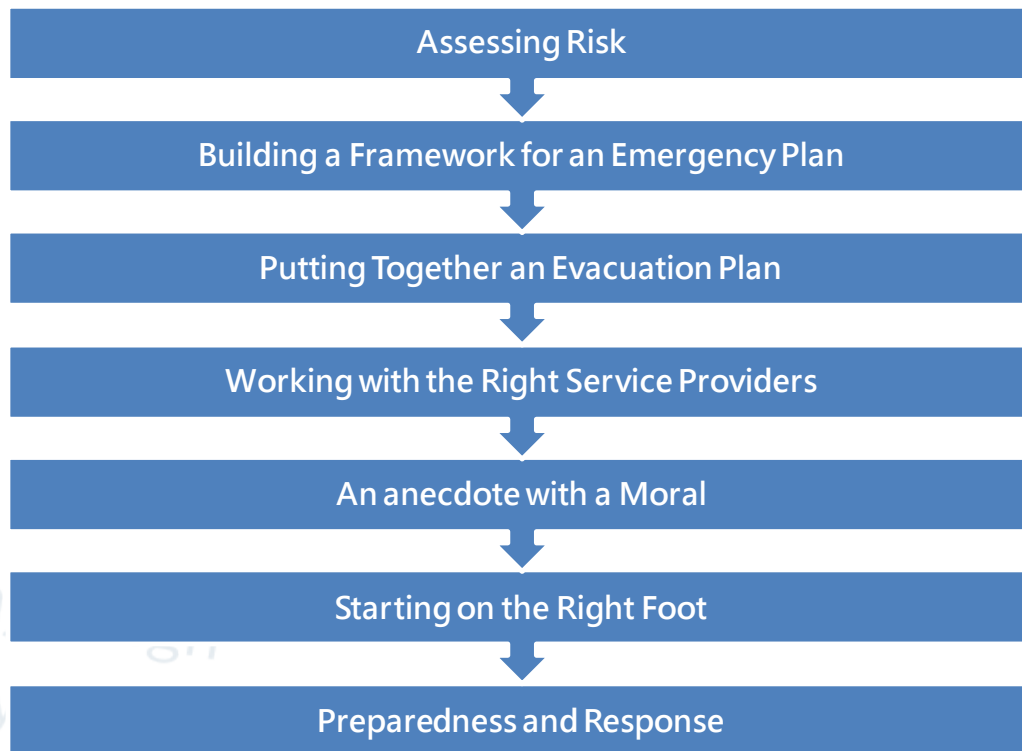 Assessing Risk
Building a Framework for an Emergency Plan
Putting Together an Evacuation Plan
Working with the Right Service Providers
An anecdote with a Moral
Starting on the Right Foot
Preparedness and Response